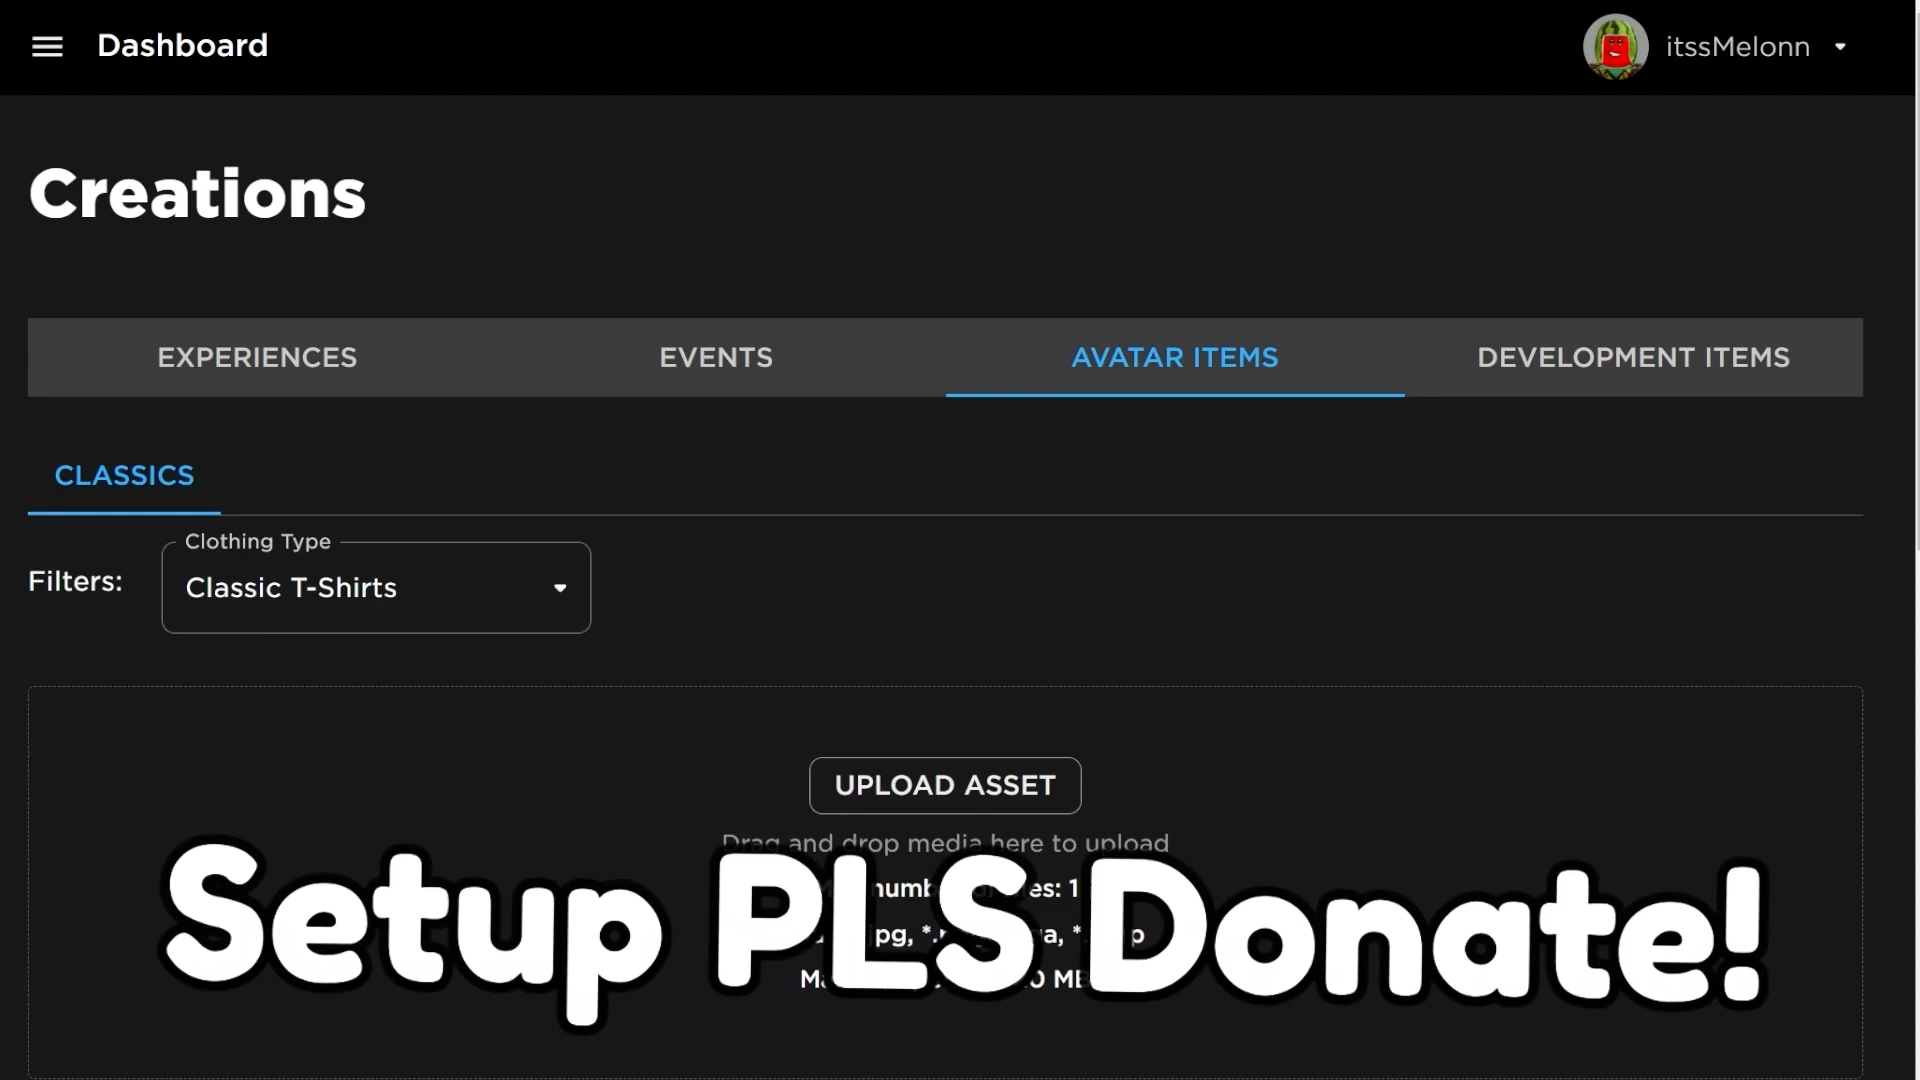 Dashboard
itssMelonn
Creations
EXPERIENCES
EVENTS
AVATAR ITEMS
DEVELOPMENT ITEMS
CLASSICS
Clothing Type
Filters:
Classic T-Shirts
UPLOAD ASSET
Drag and drop media here to upload
1
Setup PLS Donate!